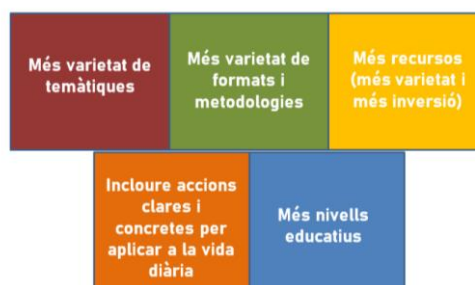 Més varietat de
temàtiques
Més varietat de
formats i
metodologies
Més recursos
(més varietat i
més inversió)
Incloure accions
clares i
concretes per
aplicar a la vida
diària
Més nivells
educatius